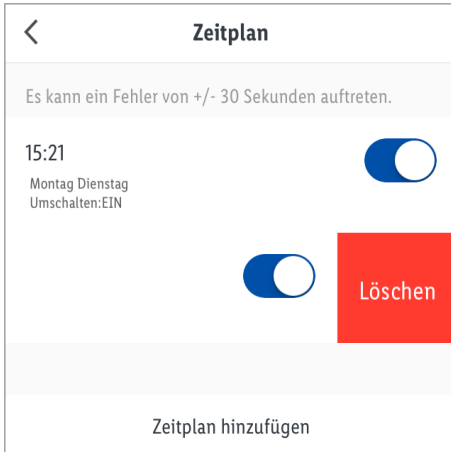 Zeitplan
Es kann ein Fehler von +/- 30 Sekunden auftreten.
15:21
Montag Dienstag
Umschalten:EIN
Löschen
Zeitplan hinzufügen